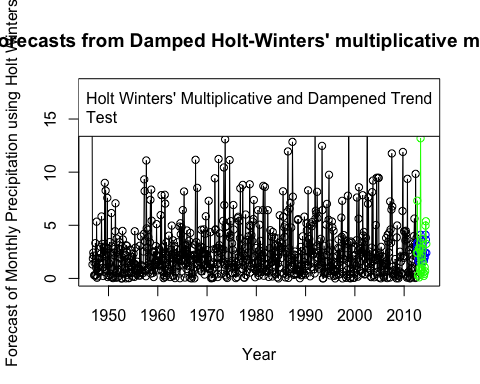 orecasts from Damped Holt-Winters' multiplicative m
Forecast of Monthly Precipitation using Holt Winters
Holt Winters' Multiplicative and Dampened Trend
Test
15
10
5
0
1950 1960 1970 1980 1990 2000 2010
Year